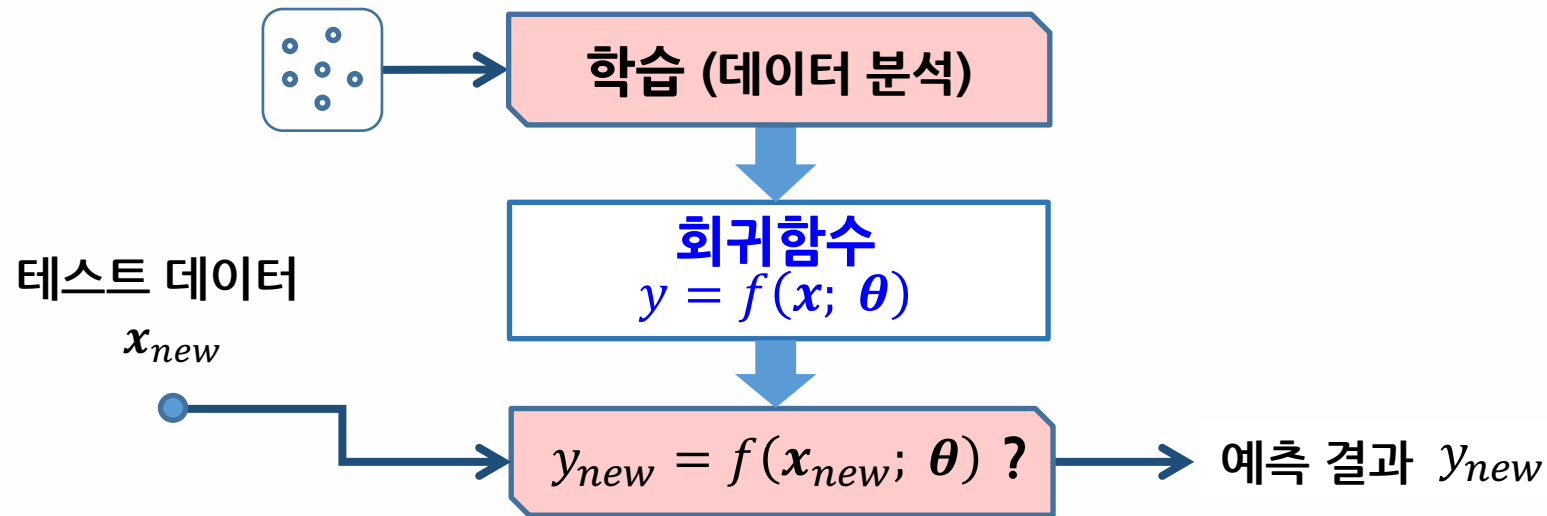 학습 (데이터 분석)
회귀함수
y = f(x; θ)
테스트 데이터
x_new
y_new = f(x_new; θ) ?
예측 결과 y_new